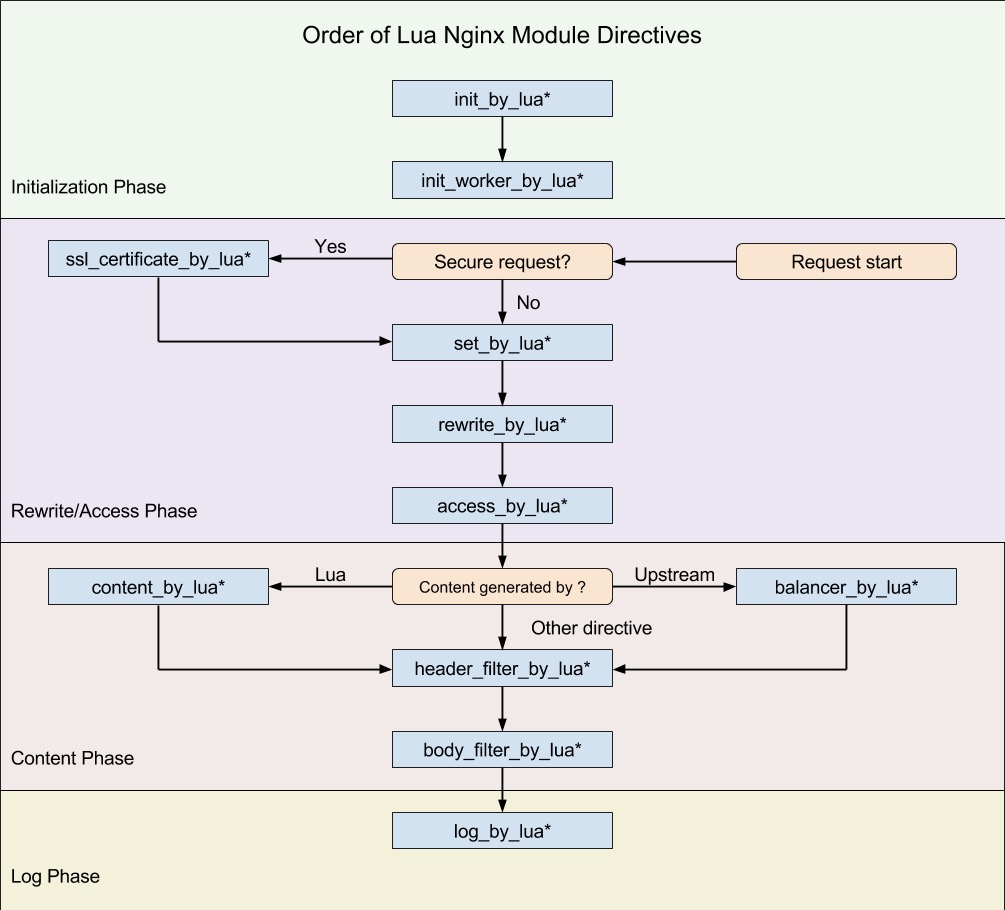 Order of Lua Nginx Module Directives
init_by_lua*
init_worker_by_lua*
Initialization Phase
ssl_certificate_by_lua*
Yes
Secure request?
Request start
No
set_by_lua*
rewrite_by_lua*
access_by_lua*
Rewrite/Access Phase
content_by_lua*
Lua
Content generated by ?
Upstream
balancer_by_lua*
Other directive
header_filter_by_lua*
body_filter_by_lua*
Content Phase
log_by_lua*
Log Phase